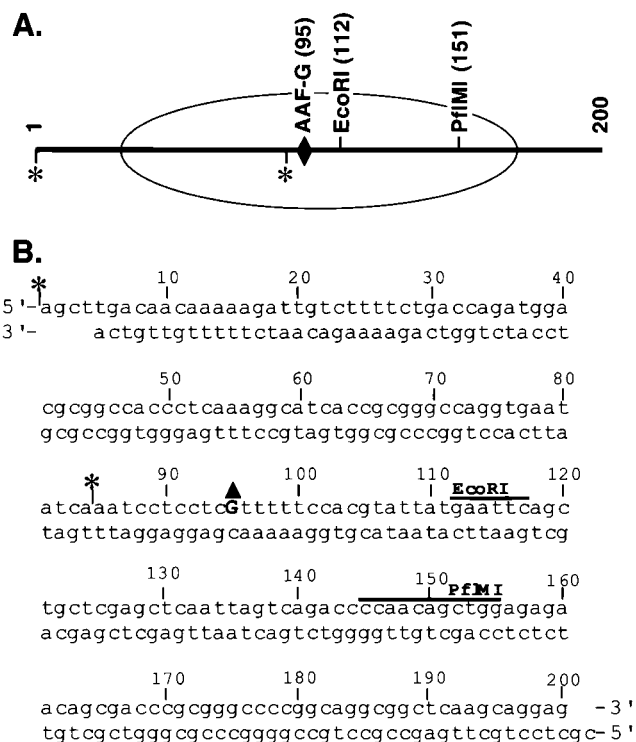 A.
1
AAF-G (95)
EcoRI (112)
PflMI (151)
200
*
*
B.
*
10 20 30 40
5'-agcttgacaacaaaaagattgtcttttctgaccagatgga
3'- actgttgtttttctaacagaaaagactggtctacct
50 60 70 80
cgcggccaccctcaaaggcatcaccgcgggccaggtgaat
gcgccggtgggagtttccgtagtggcgcccggtccactta
* 90 100 110 EcoRI 120
atcaaatcctcctcGtttttccacgtattatgaattcagc
tagtttaggaggagcaaaaaggtgcataatacttaagtcg
130 140 150 PflMI 160
tgctcgagctcaattagtcagaccccaacagctggagaga
acgagctcgagttaatcagtctggggttgtcgacctctct
170 180 190 200
acagcgacccgcgggccccggcaggcggctcaagcaggag -3'
tgtcgctgggcgcccggggccgtccgccgagttcgtcctcgc-5'